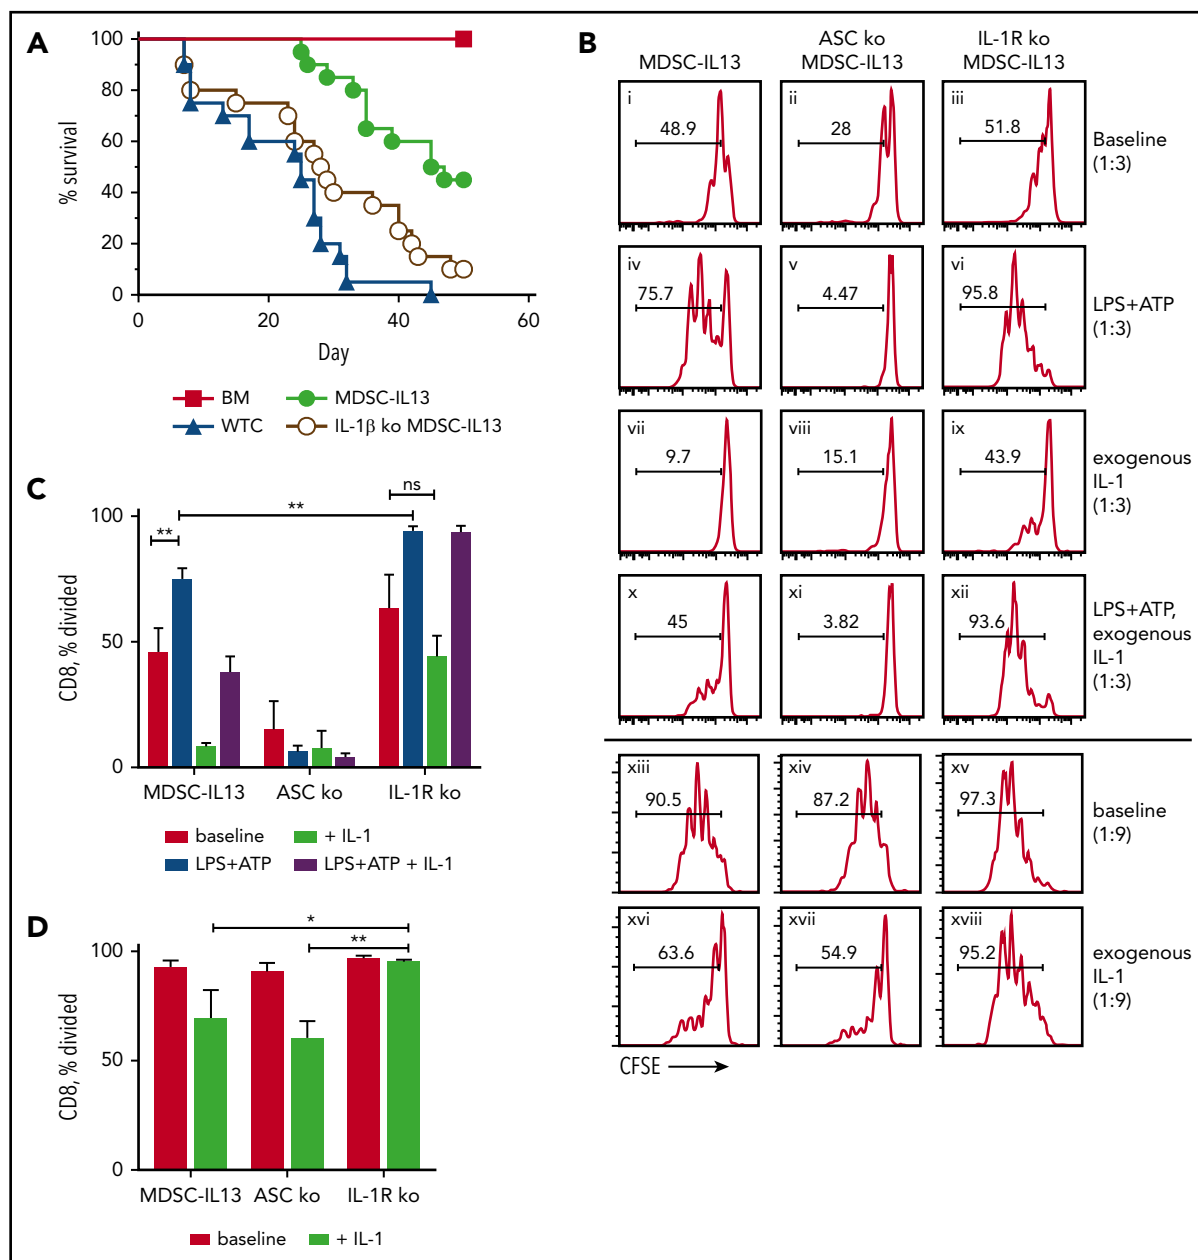 A
100
80
60
40
20
0
% survival
0 20 40 60
Day
BM
MDSC-IL13
WTC
IL-1β ko MDSC-IL13
B
MDSC-IL13
ASC ko
MDSC-IL13
IL-1R ko
MDSC-IL13
i
48.9
ii
28
iii
51.8
Baseline
(1:3)
iv
75.7
v
4.47
vi
95.8
LPS+ATP
(1:3)
vii
9.7
viii
15.1
ix
43.9
exogenous
IL-1
(1:3)
x
45
xi
3.82
xii
93.6
LPS+ATP,
exogenous
IL-1
(1:3)
xiii
90.5
xiv
87.2
xv
97.3
baseline
(1:9)
xvi
63.6
xvii
54.9
xviii
95.2
exogenous
IL-1
(1:9)
CFSE
C
100
50
0
CD8, % divided
**
**
ns
MDSC-IL13 ASC ko IL-1R ko
baseline
+ IL-1
LPS+ATP
LPS+ATP + IL-1
D
100
50
0
CD8, % divided
*
**
MDSC-IL13 ASC ko IL-1R ko
baseline
+ IL-1